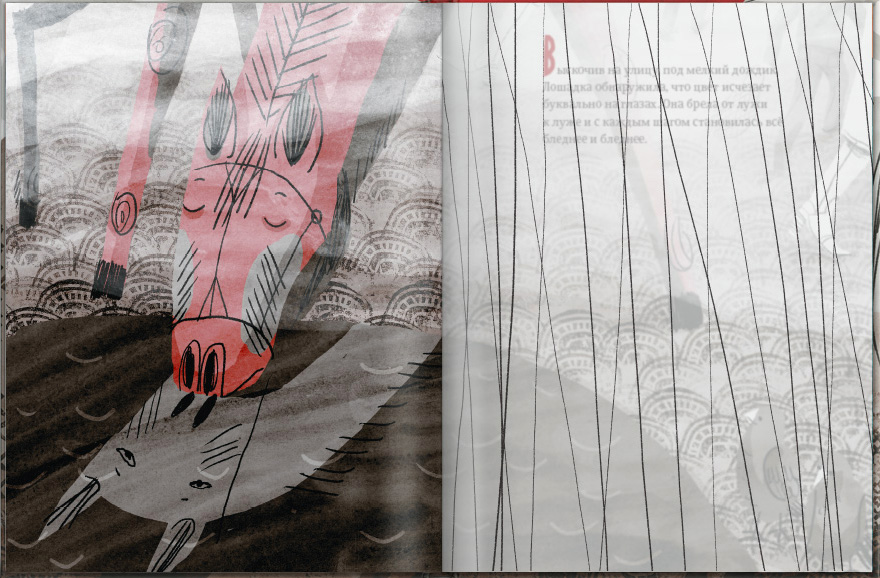 Выскочив на улицу под мелкий дождик
Лошадка обнаружила, что цвет исчезает
буквально на глазах. Она брела от лужи
к луже и с каждым шагом становилась всё
бледнее и бледнее.